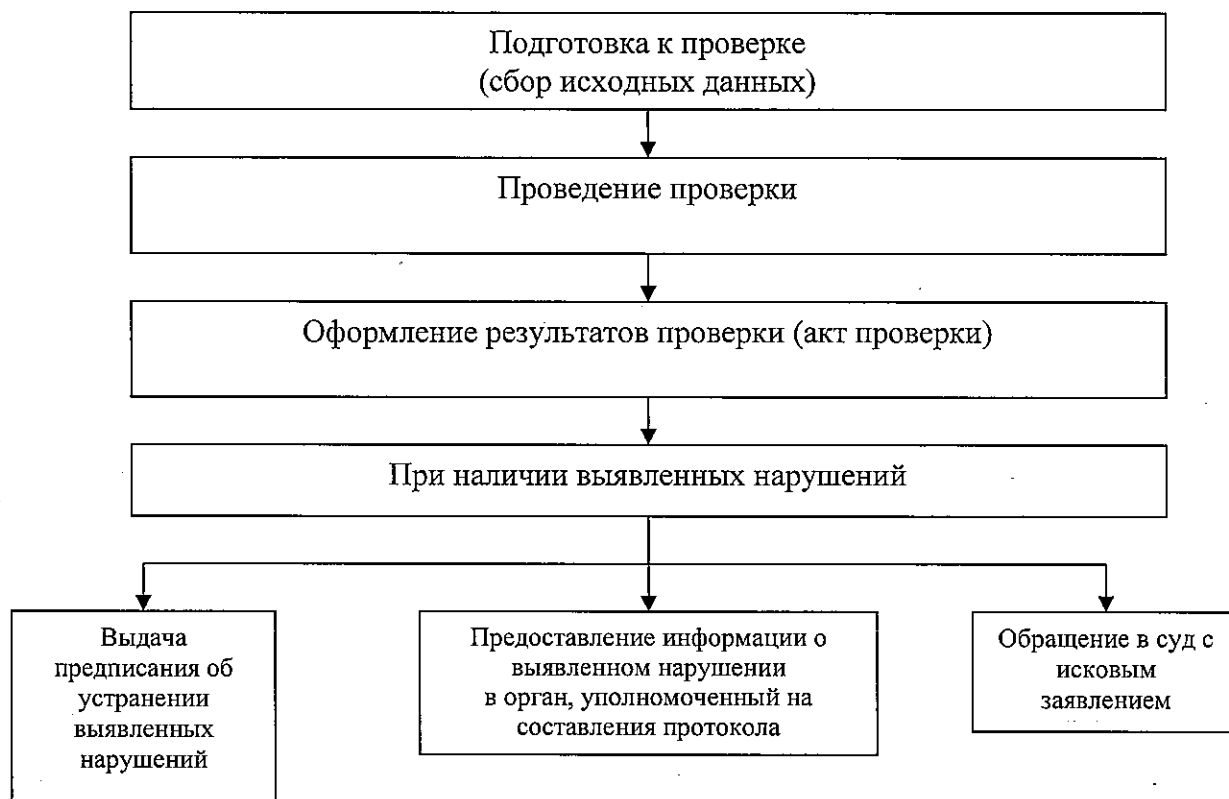 Подготовка к проверке
(сбор исходных данных)
Проведение проверки
Оформление результатов проверки (акт проверки)
При наличии выявленных нарушений
Выдача
предписания об
устранении
выявленных
нарушений
Предоставление информации о
выявленном нарушении
в орган, уполномоченный на
составления протокола
Обращение в суд с
исковым
заявлением